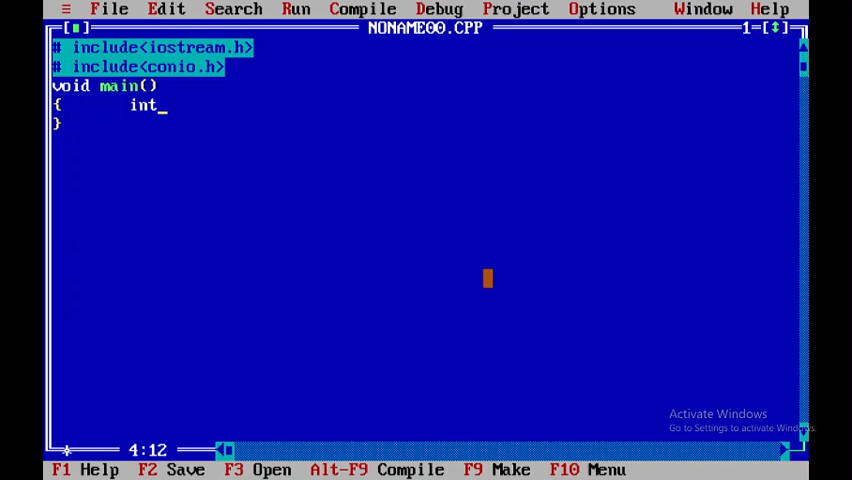 ≡ File Edit Search Run Compile Debug Project Options Window Help
[■] NONAME00.CPP 1=[↕]
# include<iostream.h>
# include<conio.h>
void main()
{ int_
}
Activate Windows
Go to Settings to activate Windows.
4:12
F1 Help F2 Save F3 Open Alt-F9 Compile F9 Make F10 Menu